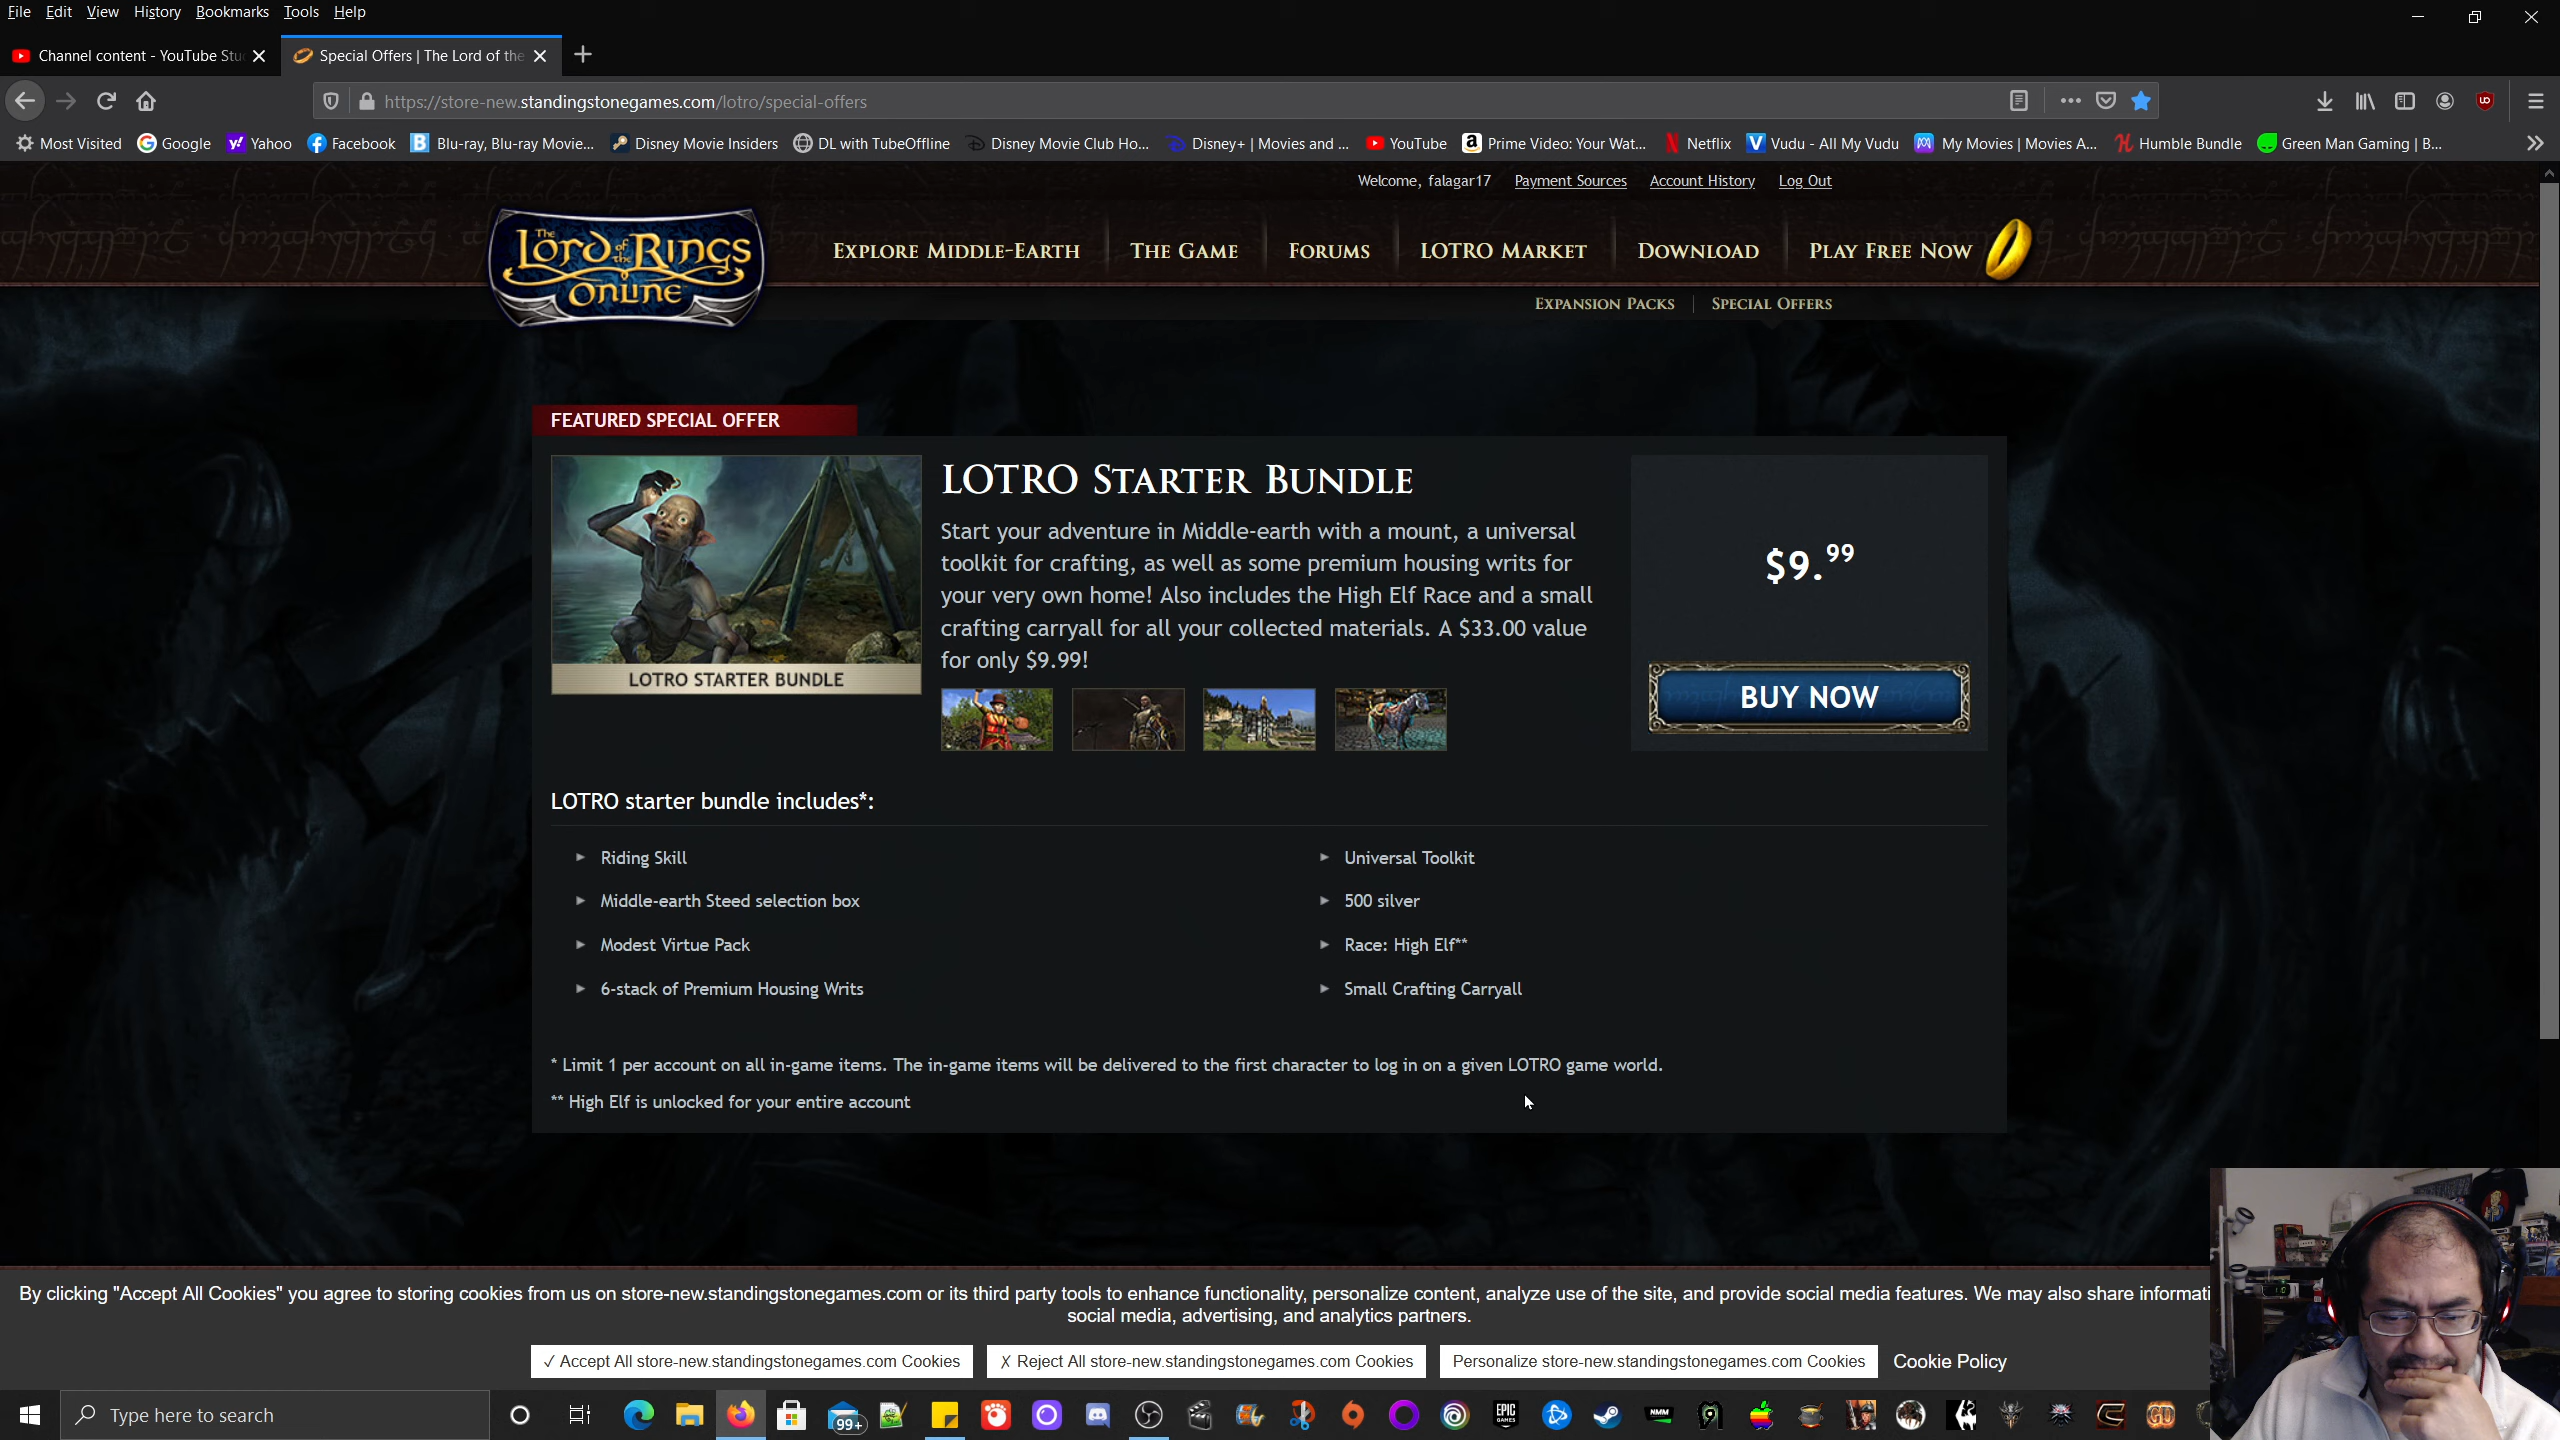 File Edit View History Bookmarks Tools Help
Channel content - YouTube Stu
Special Offers | The Lord of the
https://store-new.standingstonegames.com/lotro/special-offers
Most Visited Google Yahoo Facebook Blu-ray, Blu-ray Movie... Disney Movie Insiders DL with TubeOffline Disney Movie Club Ho... Disney+ | Movies and ... YouTube Prime Video: Your Wat... Netflix Vudu - All My Vudu My Movies | Movies A... Humble Bundle Green Man Gaming | B...
Welcome, falagar17 Payment Sources Account History Log Out
The Lord of the Rings Online
Explore Middle-earth The Game Forums LOTRO Market Download Play Free Now
Expansion Packs Special Offers
FEATURED SPECIAL OFFER
LOTRO Starter Bundle
Start your adventure in Middle-earth with a mount, a universal
toolkit for crafting, as well as some premium housing writs for
your very own home! Also includes the High Elf Race and a small
crafting carryall for all your collected materials. A $33.00 value
for only $9.99!
LOTRO STARTER BUNDLE
$9.99
BUY NOW
LOTRO starter bundle includes*:
Riding Skill
Middle-earth Steed selection box
Modest Virtue Pack
6-stack of Premium Housing Writs
Universal Toolkit
500 silver
Race: High Elf**
Small Crafting Carryall
* Limit 1 per account on all in-game items. The in-game items will be delivered to the first character to log in on a given LOTRO game world.
** High Elf is unlocked for your entire account
By clicking "Accept All Cookies" you agree to storing cookies from us on store-new.standingstonegames.com or its third party tools to enhance functionality, personalize content, analyze use of the site, and provide social media features. We may also share informati
social media, advertising, and analytics partners.
✓ Accept All store-new.standingstonegames.com Cookies
X Reject All store-new.standingstonegames.com Cookies
Personalize store-new.standingstonegames.com Cookies
Cookie Policy
Type here to search
99+
EPIC GAMES
NMM